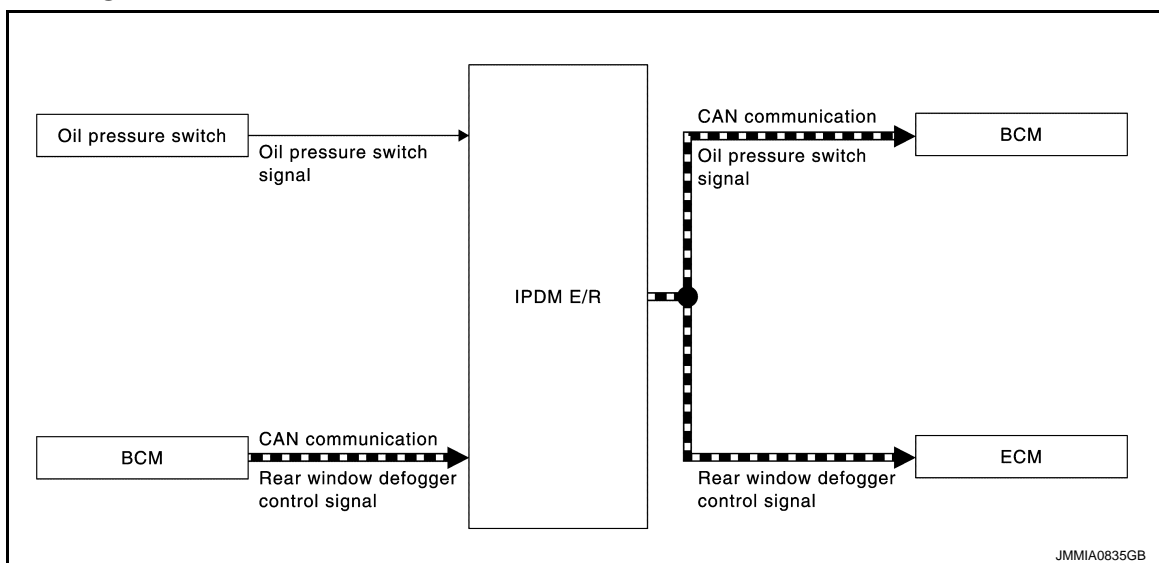 Oil pressure switch
Oil pressure switch
signal
BCM
CAN communication
Rear window defogger
control signal
IPDM E/R
CAN communication
Oil pressure switch
signal
BCM
Rear window defogger
control signal
ECM
JMMIA0835GB